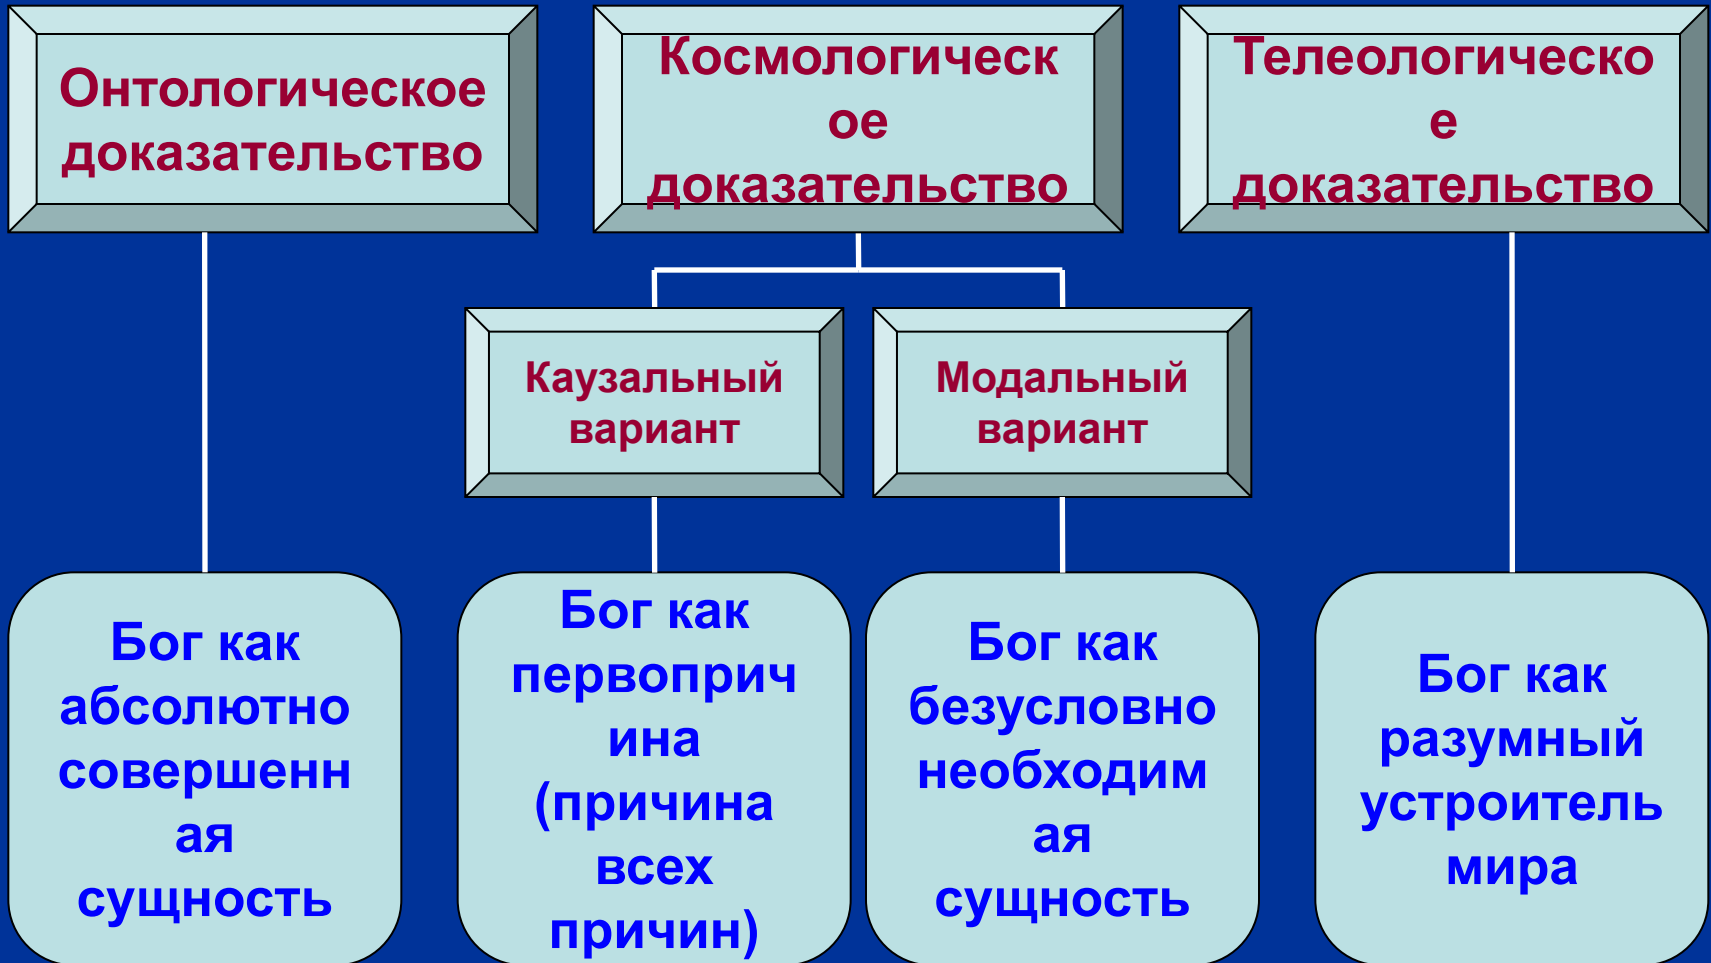 Онтологическое
доказательство
Космологическ
ое
доказательство
Телеологическо
е
доказательство
Каузальный
вариант
Модальный
вариант
Бог как
абсолютно
совершенн
ая
сущность
Бог как
первоприч
ина
(причина
всех
причин)
Бог как
безусловно
необходим
ая
сущность
Бог как
разумный
устроитель
мира